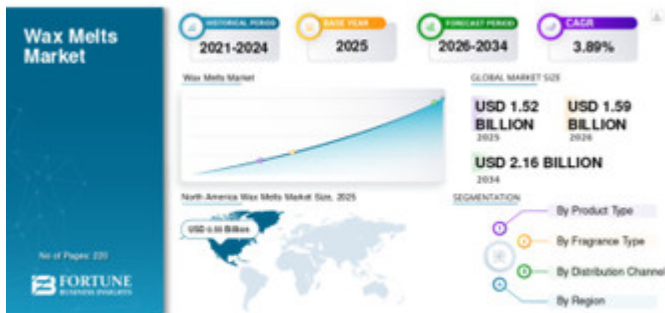 Wax Melts
Market
HISTORICAL PERIOD
2021-2024
BASE YEAR
2025
FORECAST PERIOD
2026-2034
CAGR
3.89%
Wax Melts Market
GLOBAL MARKET SIZE
USD 1.52
BILLION
2025
USD 1.59
BILLION
2026
USD 2.16 BILLION
2034
North America Wax Melts Market Size, 2025
USD Billion
SEGMENTATION
By Product Type
By Fragrance Type
By Distribution Channel
By Region
No of Pages: 220
FORTUNE
BUSINESS INSIGHTS